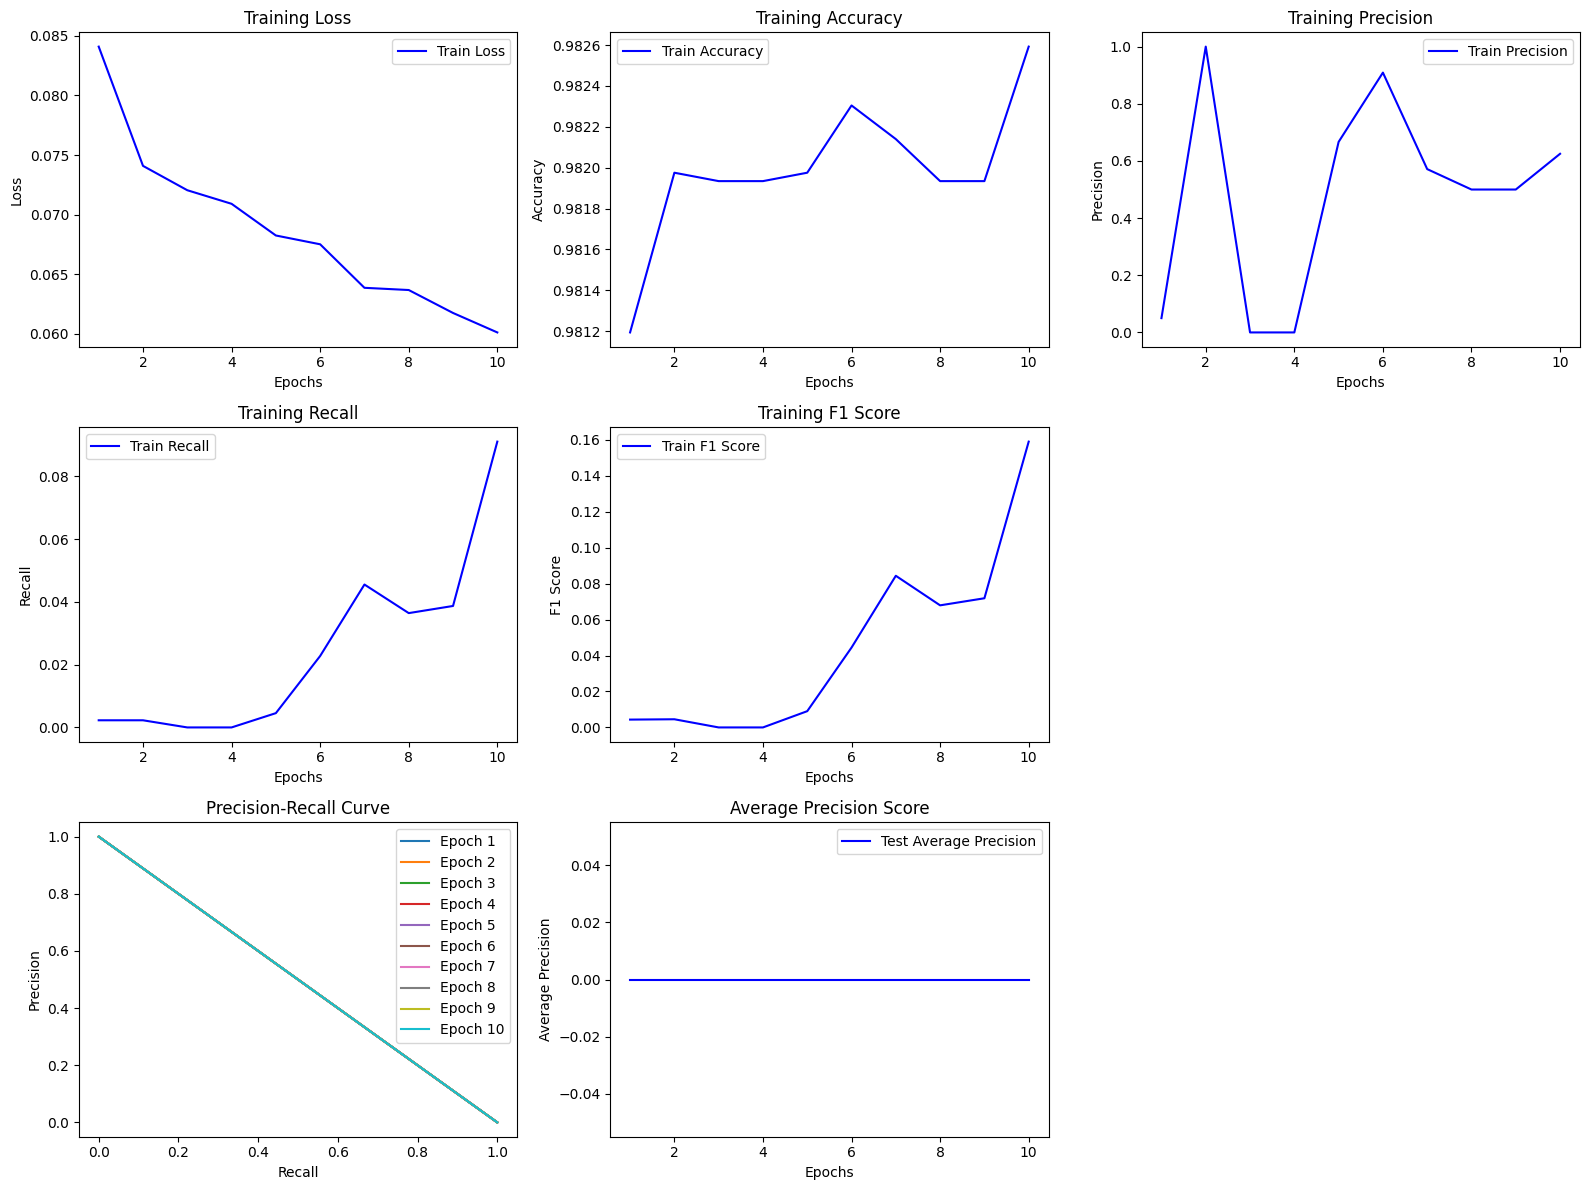 Training Loss
Train Loss
0.085
0.080
0.075
0.070
0.065
0.060
Loss
2 4 6 8 10
Epochs
Training Accuracy
Train Accuracy
0.9826
0.9824
0.9822
0.9820
0.9818
0.9816
0.9814
0.9812
Accuracy
2 4 6 8 10
Epochs
Training Precision
Train Precision
1.0
0.8
0.6
0.4
0.2
0.0
Precision
2 4 6 8 10
Epochs
Training Recall
Train Recall
0.08
0.06
0.04
0.02
0.00
Recall
2 4 6 8 10
Epochs
Training F1 Score
Train F1 Score
0.16
0.14
0.12
0.10
0.08
0.06
0.04
0.02
0.00
F1 Score
2 4 6 8 10
Epochs
Precision-Recall Curve
Epoch 1
Epoch 2
Epoch 3
Epoch 4
Epoch 5
Epoch 6
Epoch 7
Epoch 8
Epoch 9
Epoch 10
1.0
0.8
0.6
0.4
0.2
0.0
Precision
0.0 0.2 0.4 0.6 0.8 1.0
Recall
Average Precision Score
Test Average Precision
0.04
0.02
0.00
−0.02
−0.04
Average Precision
2 4 6 8 10
Epochs